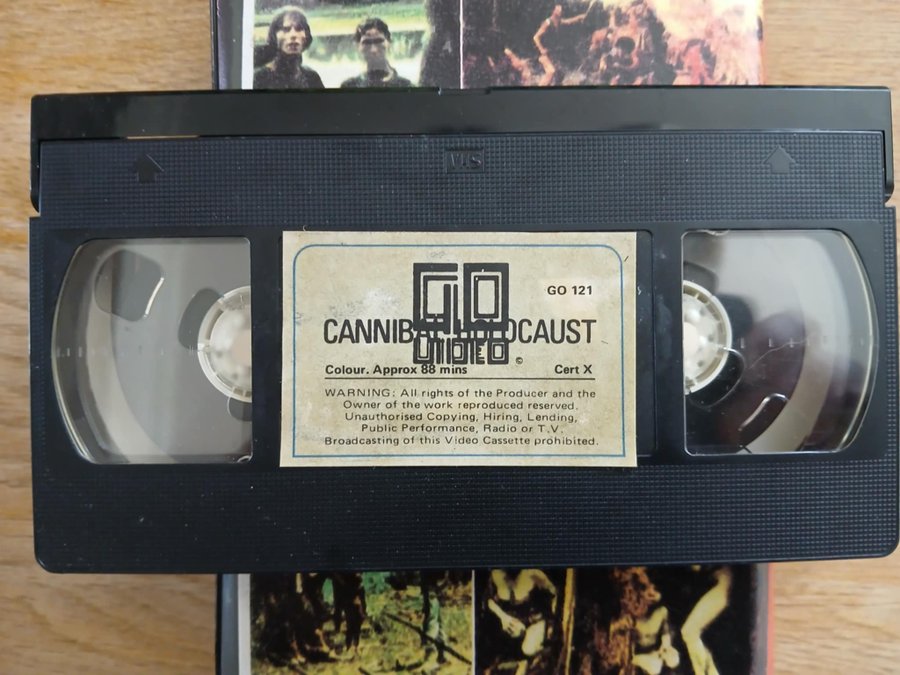 VHS
GO
GO 121
CANNIBAL HOLOCAUST
VIDEO ©
Colour. Approx 88 mins Cert X
WARNING: All rights of the Producer and the
Owner of the work reproduced reserved.
Unauthorised Copying, Hiring, Lending,
Public Performance, Radio or T.V.
Broadcasting of this Video Cassette prohibited.